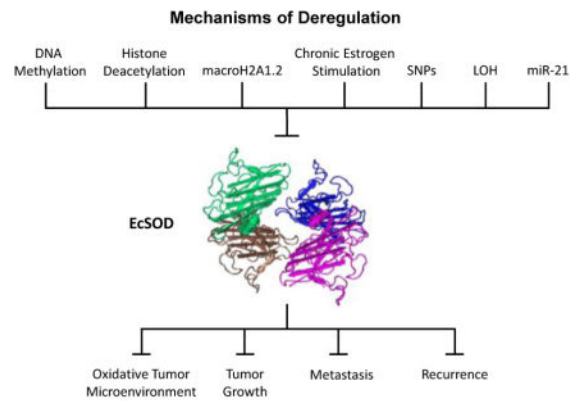 Mechanisms of Deregulation
DNA
Methylation
Histone
Deacetylation
macroH2A1.2
Chronic Estrogen
Stimulation
SNPs
LOH
miR-21
EcSOD
Oxidative Tumor
Microenvironment
Tumor
Growth
Metastasis
Recurrence